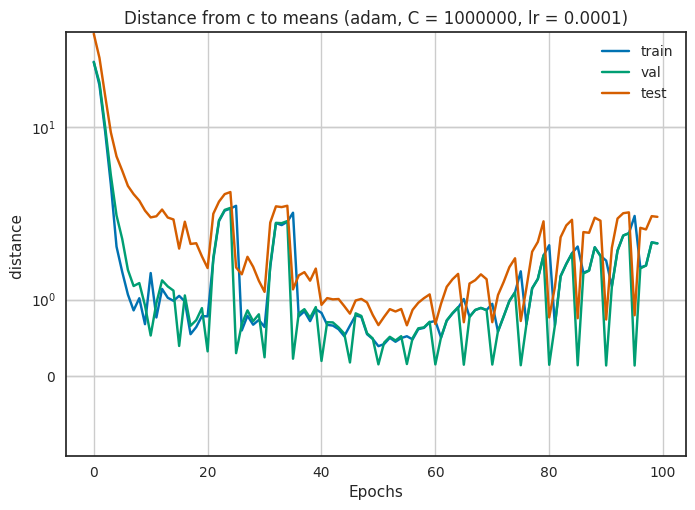 Distance from c to means (adam, C = 1000000, lr = 0.0001)
train
val
test
distance
10¹
10⁰
0
0 20 40 60 80 100
Epochs